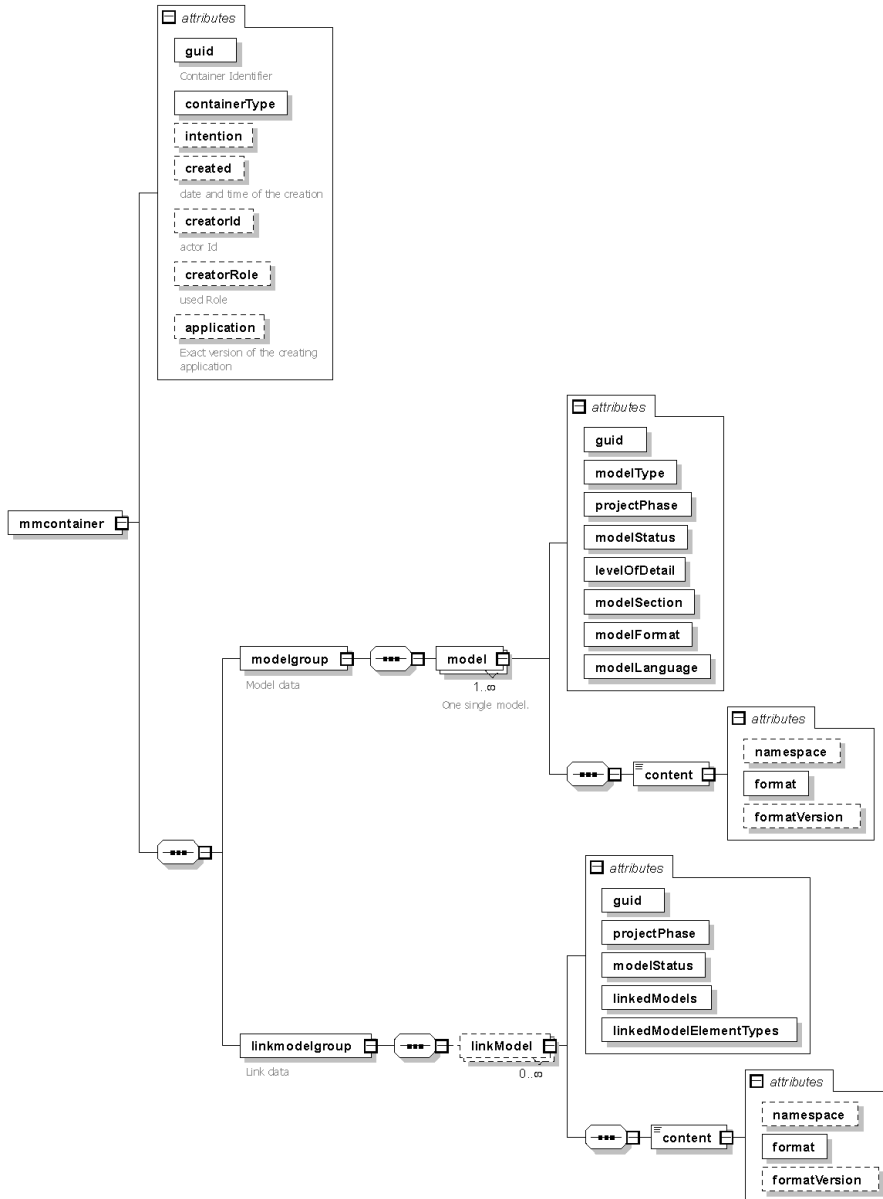 attributes
guid
Container Identifier
containerType
intention
created
date and time of the creation
creatorId
actor Id
creatorRole
used Role
application
Exact version of the creating
application
mmcontainer
attributes
guid
modelType
projectPhase
modelStatus
levelOfDetail
modelSection
modelFormat
modelLanguage
modelgroup
model
Model data
1..∞
One single model.
attributes
namespace
format
formatVersion
content
attributes
guid
projectPhase
modelStatus
linkedModels
linkedModelElementTypes
linkmodelgroup
linkModel
Link data
0..∞
attributes
namespace
format
formatVersion
content